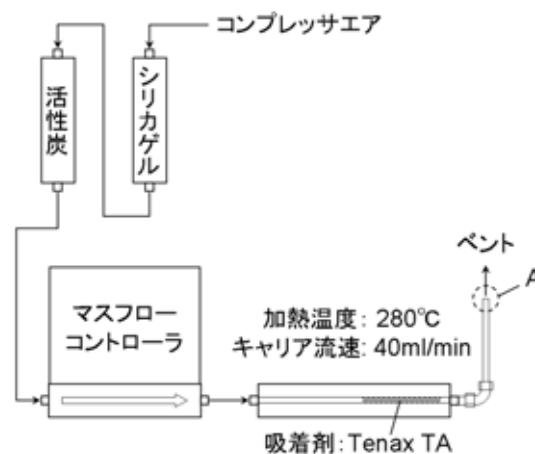 コンプレッサエア
シリカゲル
活性炭
ベント
A
マスフロー
コントローラ
加熱温度: 280℃
キャリア流速: 40ml/min
吸着剤:Tenax TA